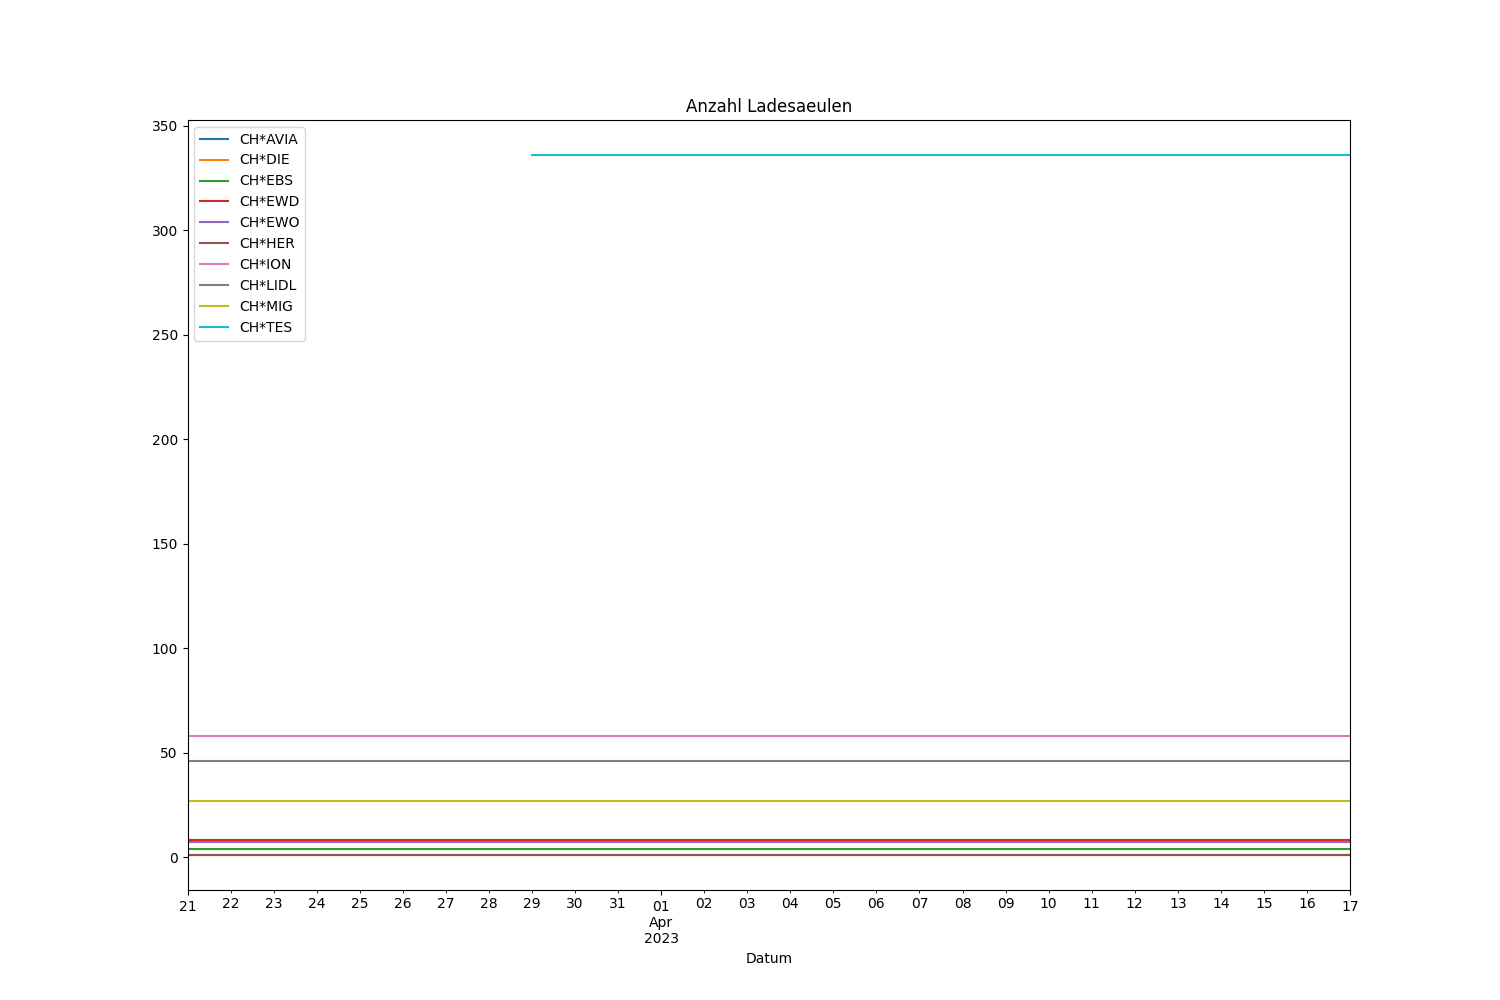 Anzahl Ladesaeulen
350
300
250
200
150
100
50
0
CH*AVIA
CH*DIE
CH*EBS
CH*EWD
CH*EWO
CH*HER
CH*ION
CH*LIDL
CH*MIG
CH*TES
21 22 23 24 25 26 27 28 29 30 31 01 02 03 04 05 06 07 08 09 10 11 12 13 14 15 16 17
Apr
2023
Datum